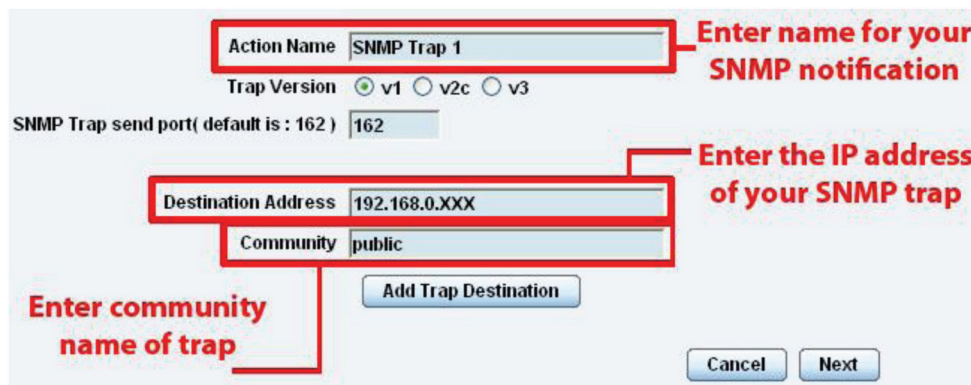 Action Name SNMP Trap 1
Enter name for your
SNMP notification
Trap Version v1 v2c v3
SNMP Trap send port( default is : 162 ) 162
Enter the IP address
of your SNMP trap
Destination Address 192.168.0.XXX
Community public
Add Trap Destination
Enter community
name of trap
Cancel Next